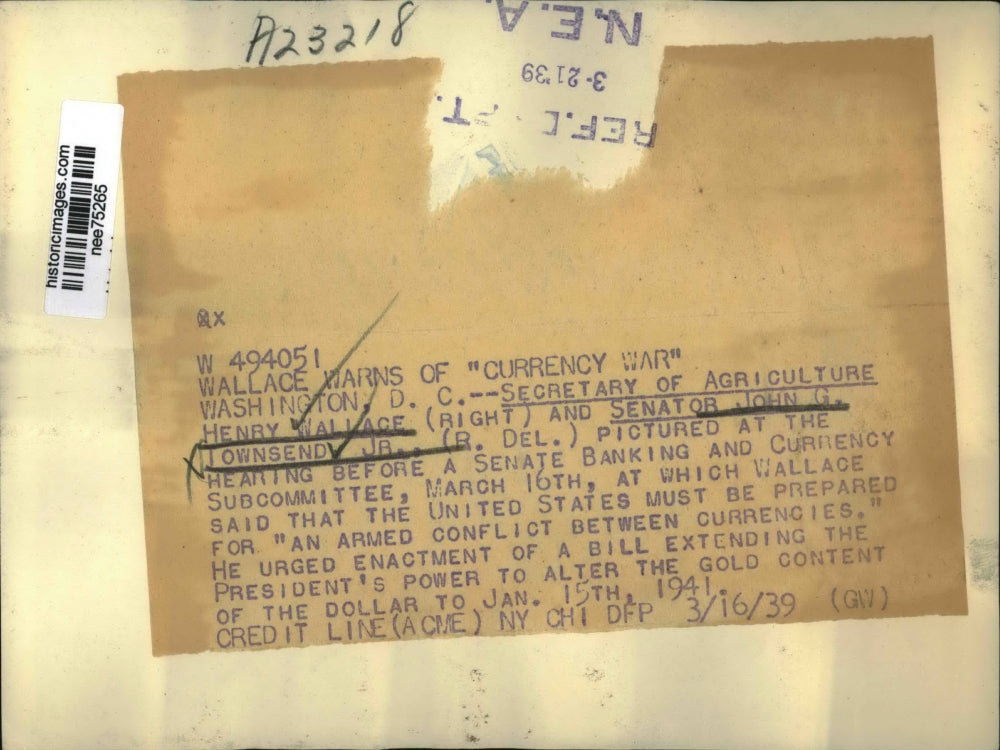 A23218
N.E.A.
3-21'39
REF. PT.
historicimages.com
nee75265
x
W 494051
WALLACE WARNS OF "CURRENCY WAR"
WASHINGTON, D. C.--SECRETARY OF AGRICULTURE
HENRY WALLACE (RIGHT) AND SENATOR JOHN G.
TOWNSEND, JR., (R. DEL.) PICTURED AT THE
HEARING BEFORE A SENATE BANKING AND CURRENCY
SUBCOMMITTEE, MARCH 16TH, AT WHICH WALLACE
SAID THAT THE UNITED STATES MUST BE PREPARED
FOR "AN ARMED CONFLICT BETWEEN CURRENCIES."
HE URGED ENACTMENT OF A BILL EXTENDING THE
PRESIDENT'S POWER TO ALTER THE GOLD CONTENT
OF THE DOLLAR TO JAN. 15TH, 1941.
CREDIT LINE(ACME) NY CHI DFP 3/16/39 (GW)